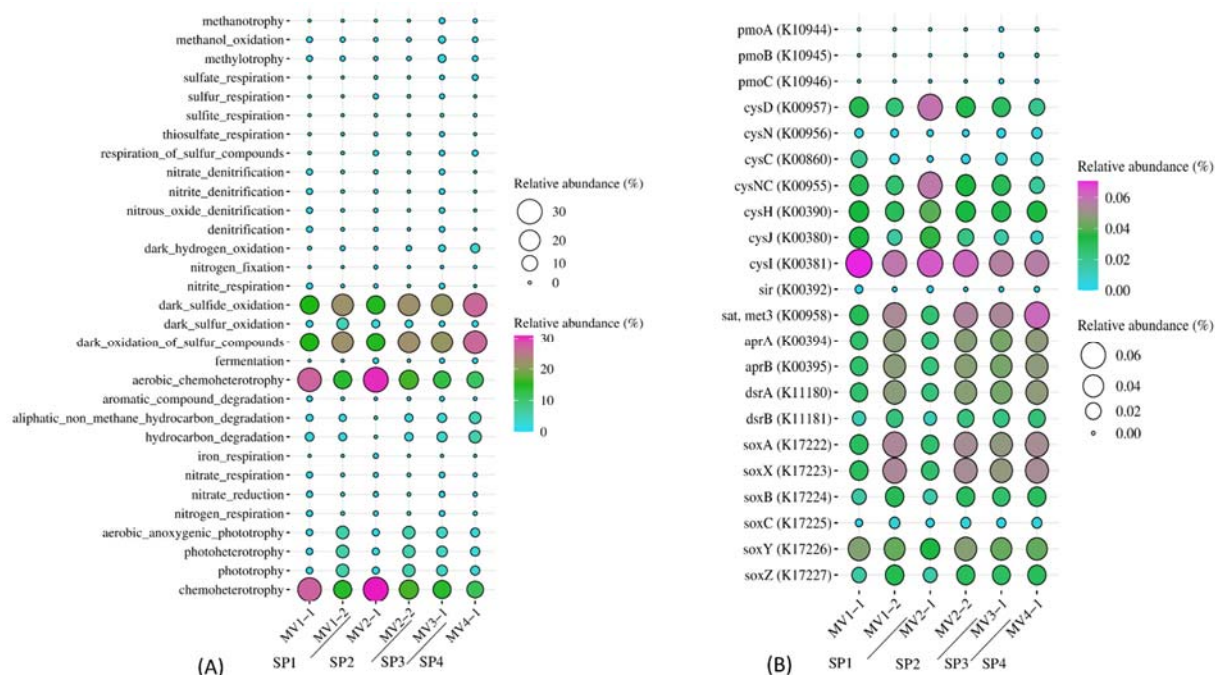 methanotrophy
methanol_oxidation
methylotrophy
sulfate_respiration
sulfur_respiration
sulfite_respiration
thiosulfate_respiration
respiration_of_sulfur_compounds
nitrate_denitrification
nitrite_denitrification
nitrous_oxide_denitrification
denitrification
dark_hydrogen_oxidation
nitrogen_fixation
nitrite_respiration
dark_sulfide_oxidation
dark_sulfur_oxidation
dark_oxidation_of_sulfur_compounds
fermentation
aerobic_chemoheterotrophy
aromatic_compound_degradation
aliphatic_non_methane_hydrocarbon_degradation
hydrocarbon_degradation
iron_respiration
nitrate_respiration
nitrate_reduction
nitrogen_respiration
aerobic_anoxygenic_phototrophy
photoheterotrophy
phototrophy
chemoheterotrophy
MV1-1 MV1-2 MV2-1 MV2-2 MV3-1 MV4-1
SP1 SP2 SP3 SP4
(A)
Relative abundance (%)
30
20
10
0
Relative abundance (%)
30
20
10
0
pmoA (K10944)
pmoB (K10945)
pmoC (K10946)
cysD (K00957)
cysN (K00956)
cysC (K00860)
cysNC (K00955)
cysH (K00390)
cysJ (K00380)
cysI (K00381)
sir (K00392)
sat, met3 (K00958)
aprA (K00394)
aprB (K00395)
dsrA (K11180)
dsrB (K11181)
soxA (K17222)
soxX (K17223)
soxB (K17224)
soxC (K17225)
soxY (K17226)
soxZ (K17227)
MV1-1 MV1-2 MV2-1 MV2-2 MV3-1 MV4-1
SP1 SP2 SP3 SP4
(B)
Relative abundance (%)
0.06
0.04
0.02
0.00
Relative abundance (%)
0.06
0.04
0.02
0.00